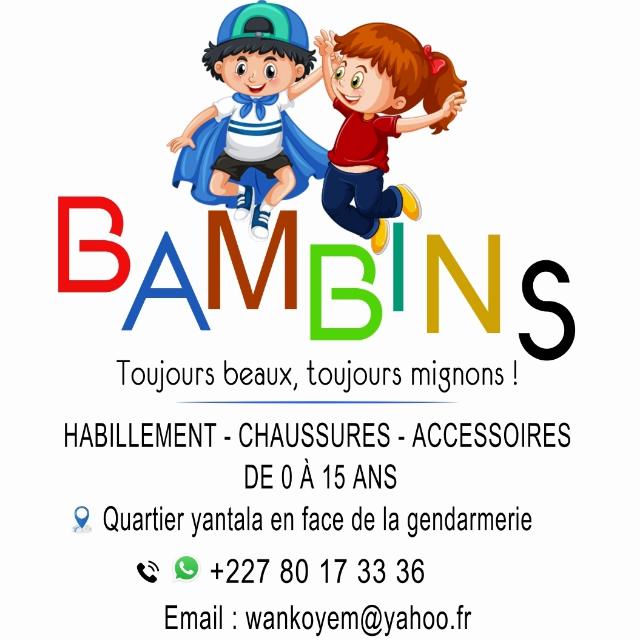 BAMBINS
Toujours beaux, toujours mignons !
HABILLEMENT - CHAUSSURES - ACCESSOIRES
DE 0 À 15 ANS
Quartier yantala en face de la gendarmerie
+227 80 17 33 36
Email : wankoyem@yahoo.fr